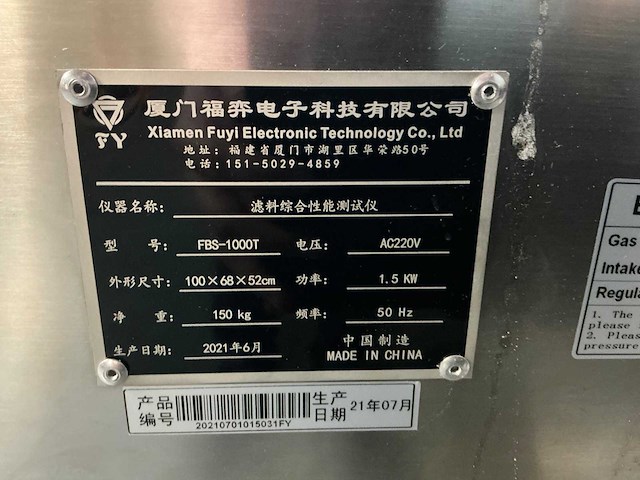 FY
厦门福弈电子科技有限公司
Xiamen Fuyi Electronic Technology Co., Ltd
地址: 福建省厦门市湖里区华荣路50号
电话: 151-5029-4859
仪器名称: 滤料综合性能测试仪
型 号: FBS-1000T 电压: AC220V
外形尺寸: 100×68×52cm 功率: 1.5 KW
净 重: 150 kg 频率: 50 Hz
生产日期: 2021年6月 中国制造
MADE IN CHINA
产品编号 20210701015031FY 生产日期 21年07月
Gas
Intake
Regula
1. The
please
2. Pleas
pressure